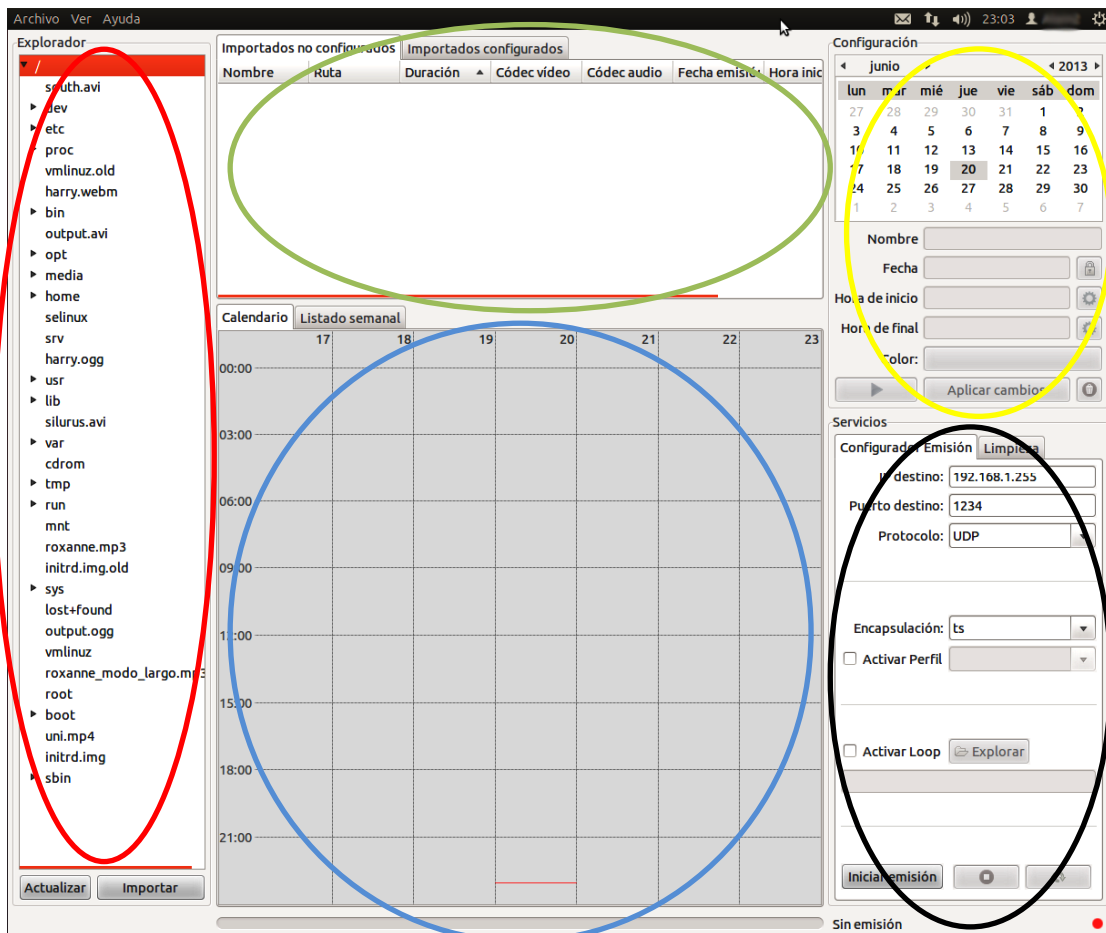 Archivo Ver Ayuda
23:03
Explorador
/
south.avi
dev
etc
proc
vmlinuz.old
harry.webm
bin
output.avi
opt
media
home
selinux
srv
harry.ogg
usr
lib
silurus.avi
var
cdrom
tmp
run
mnt
roxanne.mp3
initrd.img.old
sys
lost+found
output.ogg
vmlinuz
roxanne_modo_largo.mp3
root
boot
uni.mp4
initrd.img
sbin
Actualizar Importar
Importados no configurados Importados configurados
Nombre Ruta Duración Códec vídeo Códec audio Fecha emisió Hora inic
Calendario Listado semanal
17 18 19 20 21 22 23
00:00
03:00
06:00
09:00
12:00
15:00
18:00
21:00
Configuración
junio 2013
lun mar mié jue vie sáb dom
27 28 29 30 31 1 2
3 4 5 6 7 8 9
10 11 12 13 14 15 16
17 18 19 20 21 22 23
24 25 26 27 28 29 30
1 2 3 4 5 6 7
Nombre
Fecha
Hora de inicio
Hora de final
Color:
Aplicar cambios
Servicios
Configurador Emisión Limpieza
IP destino: 192.168.1.255
Puerto destino: 1234
Protocolo: UDP
Encapsulación: ts
Activar Perfil
Activar Loop Explorar
Iniciar emisión
Sin emisión